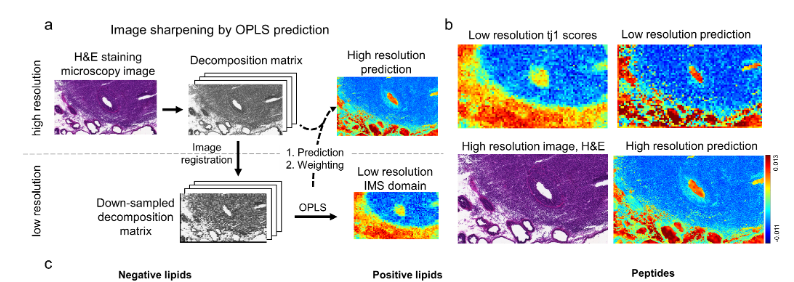 a
Image sharpening by OPLS prediction
high resolution
H&E staining
microscopy image
Decomposition matrix
High resolution
prediction
Image
registration
1. Prediction
2. Weighting
low resolution
Down-sampled
decomposition
matrix
OPLS
Low resolution
IMS domain
b
Low resolution tj1 scores
Low resolution prediction
High resolution image, H&E
High resolution prediction
0.013
-0.011
c
Negative lipids
Positive lipids
Peptides